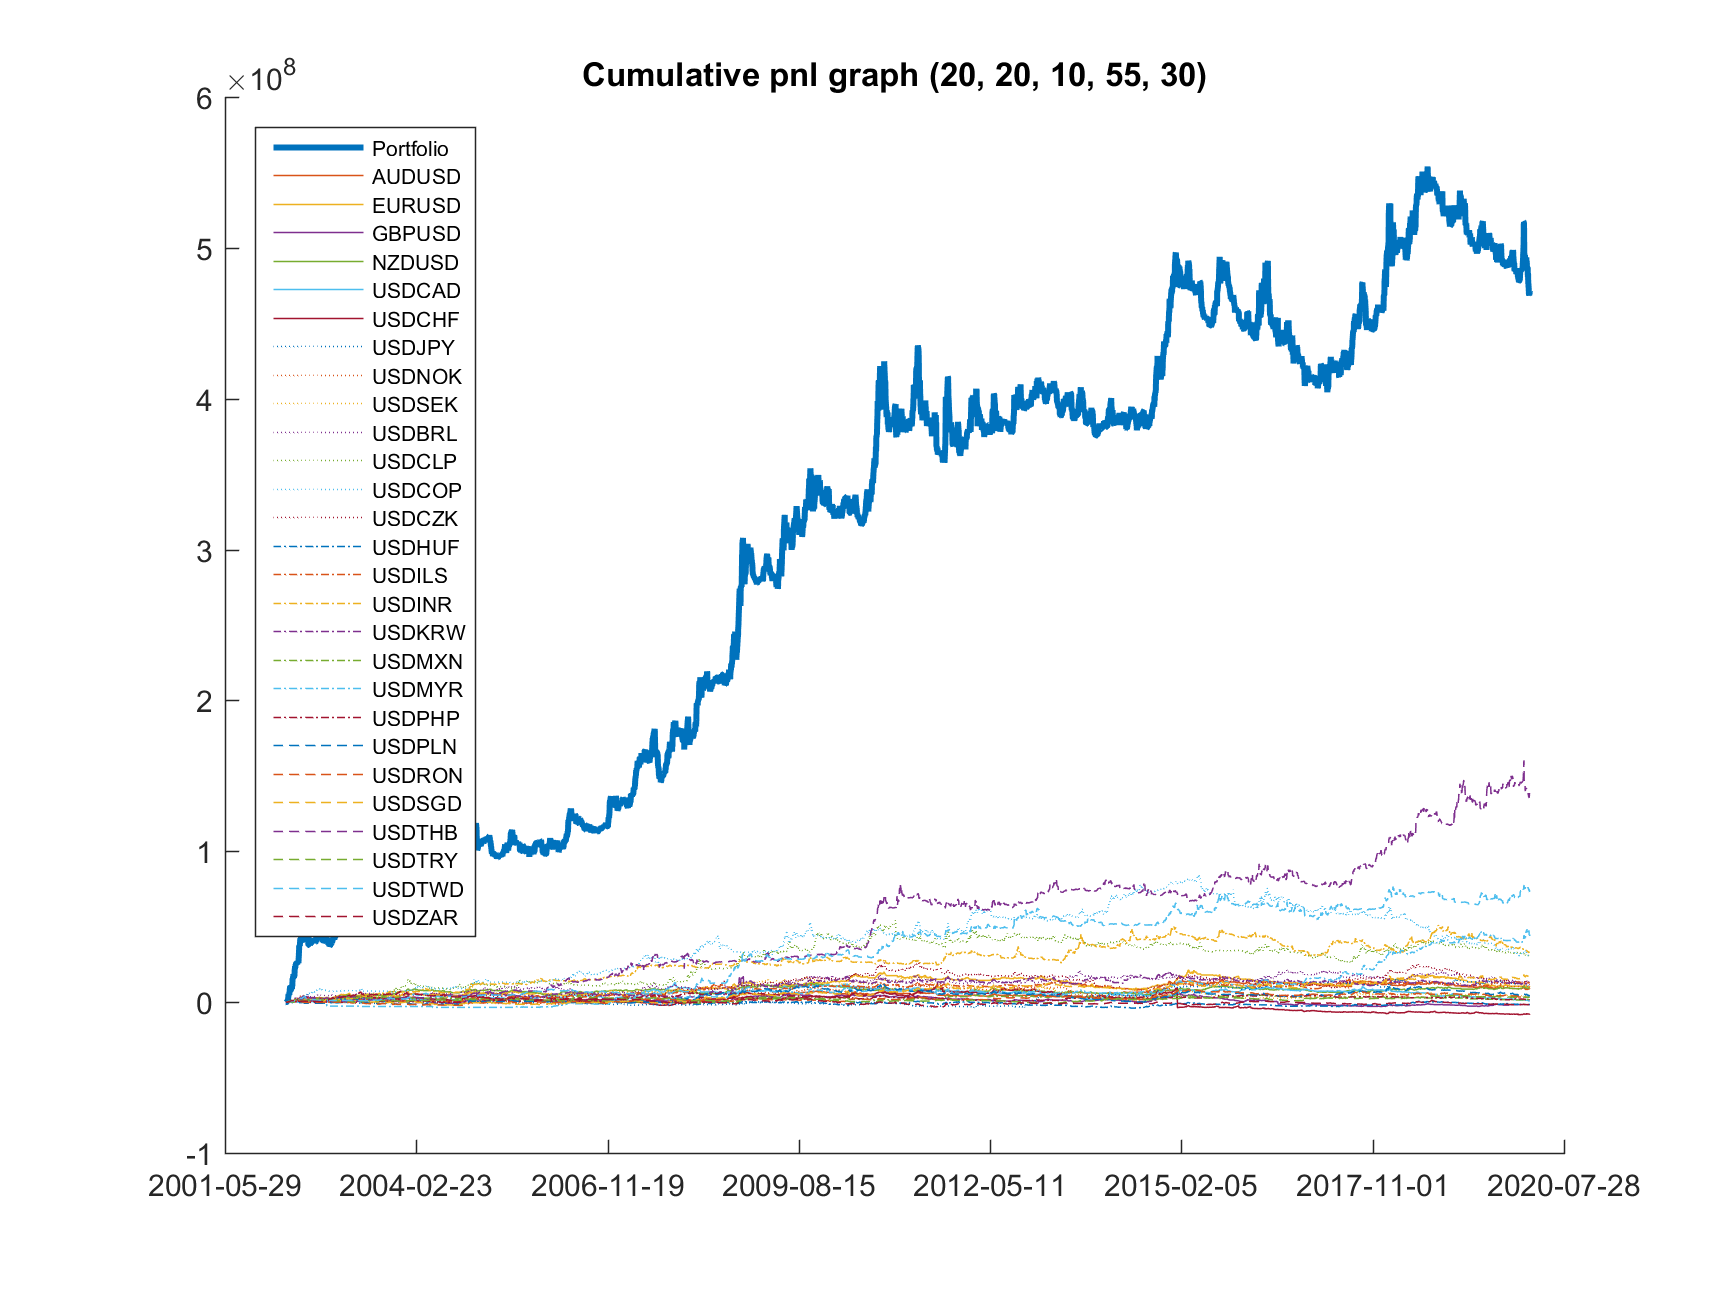 ×10⁸
Cumulative pnl graph (20, 20, 10, 55, 30)
6
5
4
3
2
1
0
-1
Portfolio
AUDUSD
EURUSD
GBPUSD
NZDUSD
USDCAD
USDCHF
USDJPY
USDNOK
USDSEK
USDBRL
USDCLP
USDCOP
USDCZK
USDHUF
USDILS
USDINR
USDKRW
USDMXN
USDMYR
USDPHP
USDPLN
USDRON
USDSGD
USDTHB
USDTRY
USDTWD
USDZAR
2001-05-29 2004-02-23 2006-11-19 2009-08-15 2012-05-11 2015-02-05 2017-11-01 2020-07-28